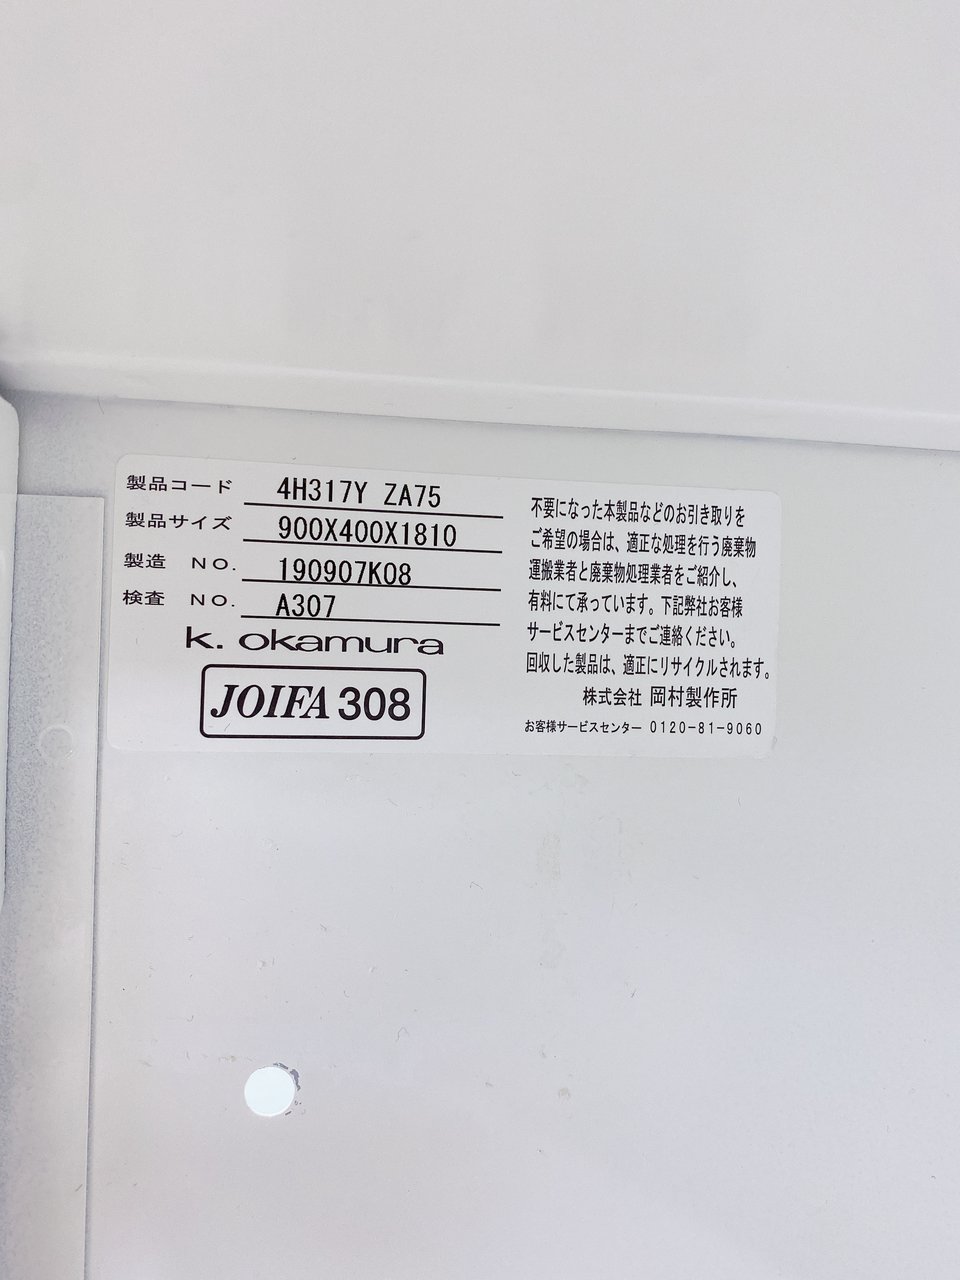 製品コード 4H317Y ZA75
製品サイズ 900X400X1810
製造 NO. 190907K08
検査 NO. A307
k. okamura
JOIFA 308
不要になった本製品などのお引き取りを
ご希望の場合は、適正な処理を行う廃棄物
運搬業者と廃棄物処理業者をご紹介し、
有料にて承っています。下記弊社お客様
サービスセンターまでご連絡ください。
回収した製品は、適正にリサイクルされます。
株式会社 岡村製作所
お客様サービスセンター 0120-81-9060